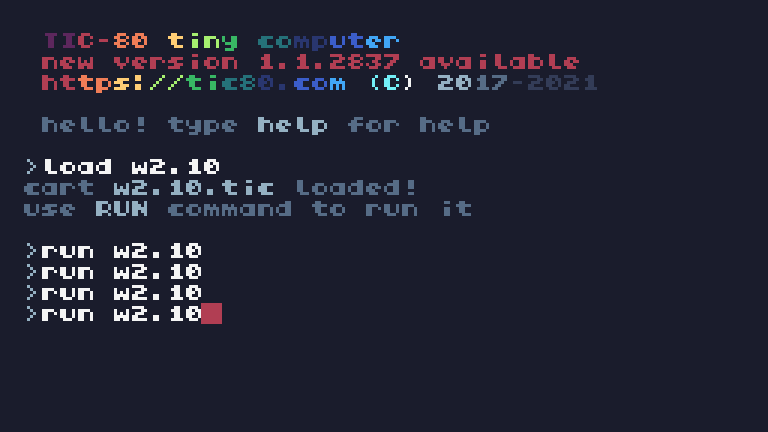 TIC-80 tiny computer
new version 1.1.2837 available
https://tic80.com (C) 2017-2021
hello! type help for help
>load w2.10
cart w2.10.tic loaded!
use RUN command to run it
>run w2.10
>run w2.10
>run w2.10
>run w2.10